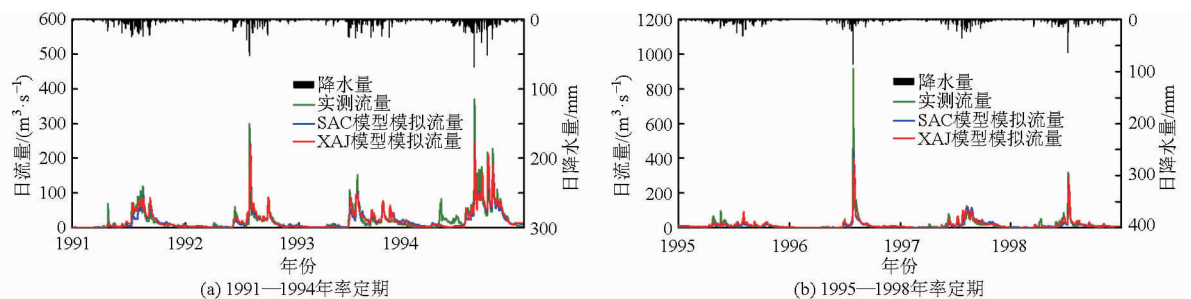 600
500
400
300
200
100
0
日流量/(m³·s⁻¹)
0
100
200
300
日降水量/mm
降水量
实测流量
SAC模型模拟流量
XAJ模型模拟流量
1991
1992
1993
1994
年份
(a) 1991—1994年率定期
1200
1000
800
600
400
200
0
日流量/(m³·s⁻¹)
0
100
200
300
400
日降水量/mm
降水量
实测流量
SAC模型模拟流量
XAJ模型模拟流量
1995
1996
1997
1998
年份
(b) 1995—1998年率定期